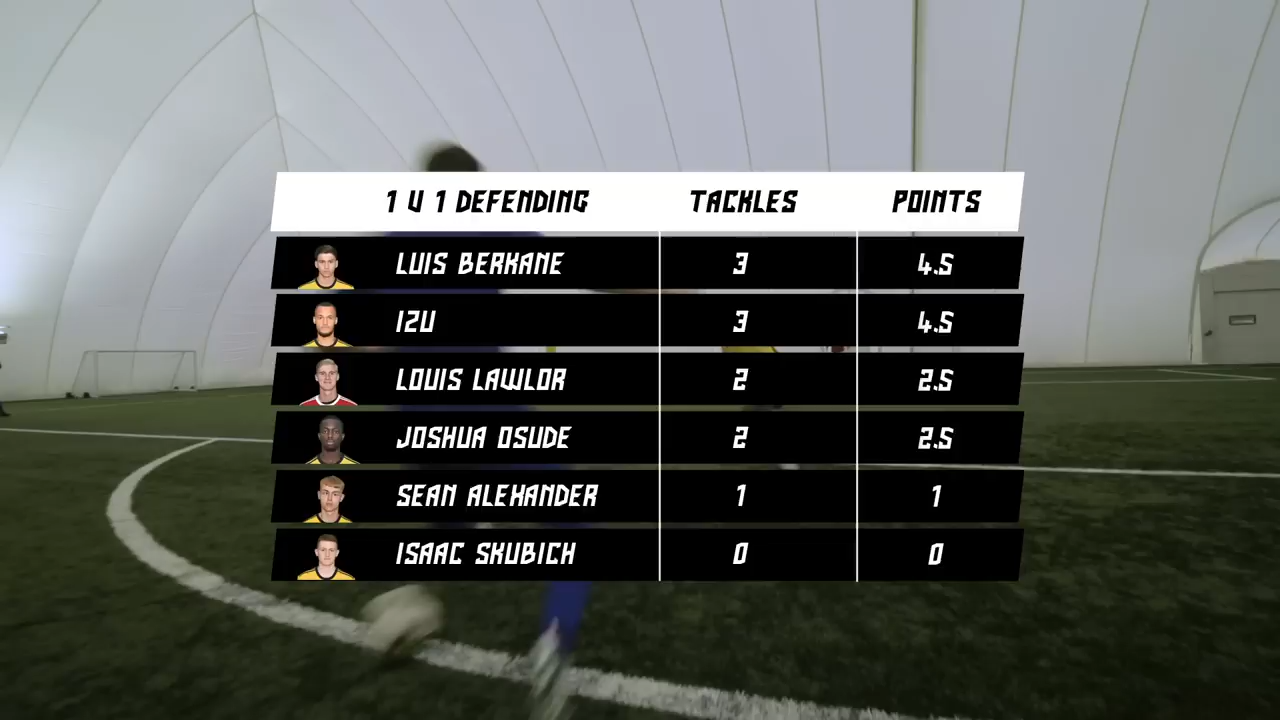 1 V 1 DEFENDING TACKLES POINTS
LUIS BERKANE 3 4.5
IZU 3 4.5
LOUIS LAWLOR 2 2.5
JOSHUA OSUDE 2 2.5
SEAN ALEXANDER 1 1
ISAAC SKUBICH 0 0